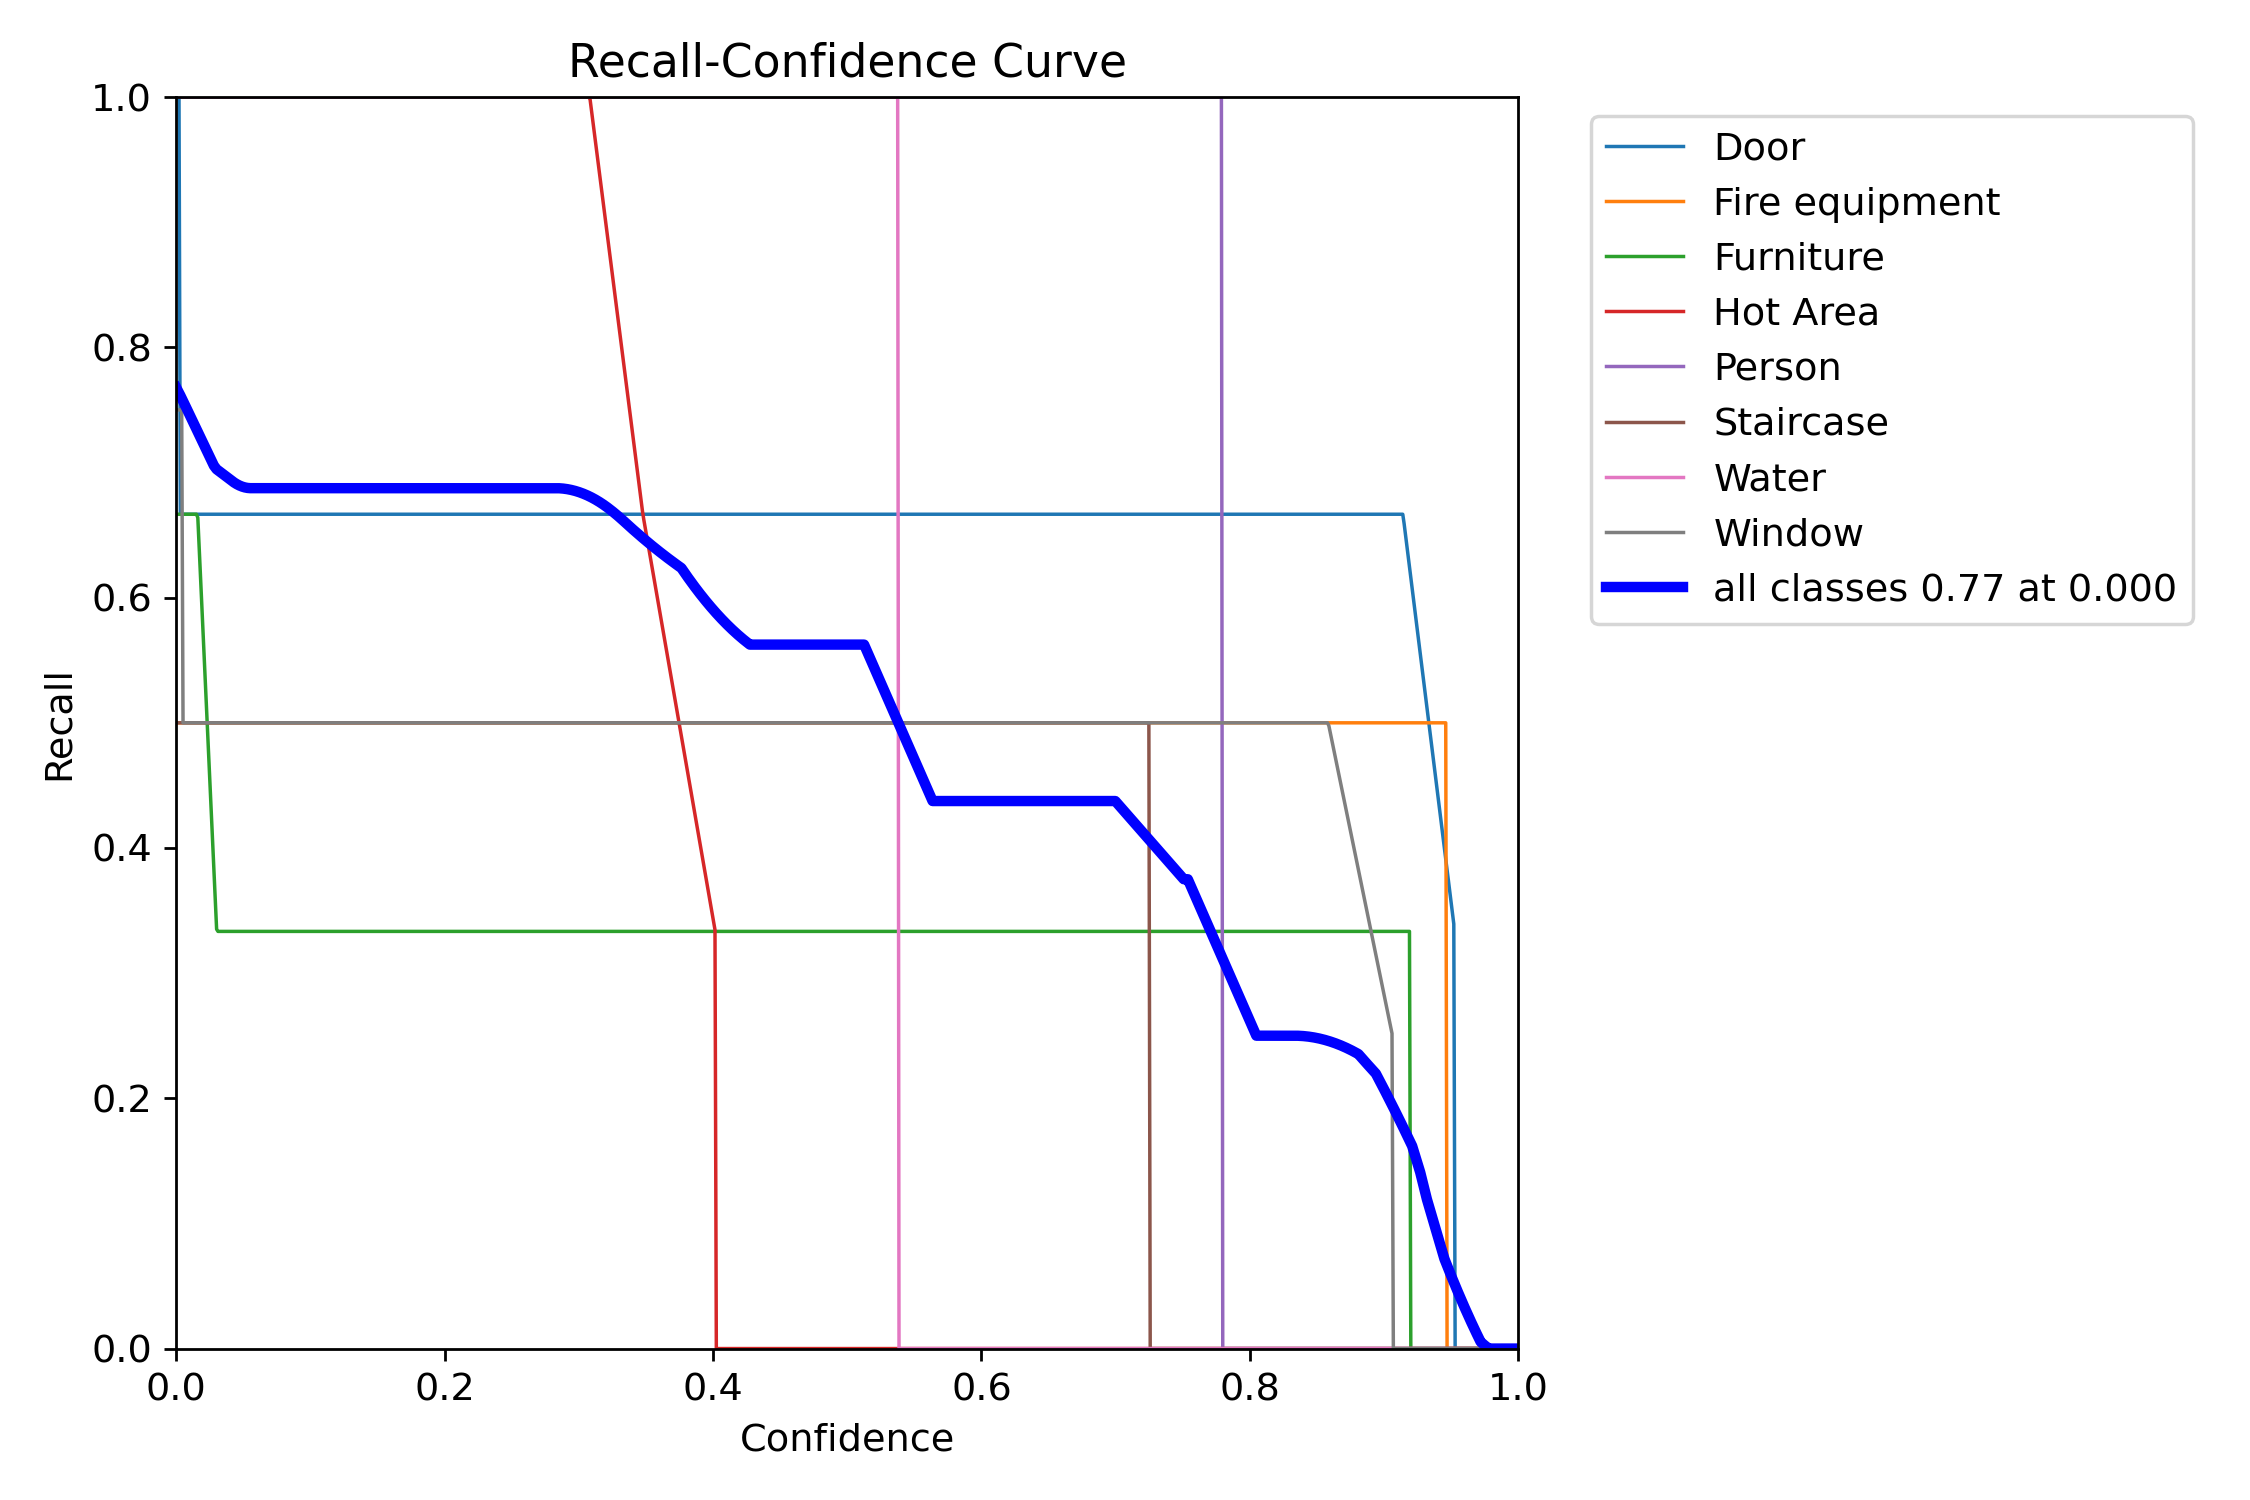 Recall-Confidence Curve
1.0
0.8
0.6
0.4
0.2
0.0
Recall
0.0 0.2 0.4 0.6 0.8 1.0
Confidence
Door
Fire equipment
Furniture
Hot Area
Person
Staircase
Water
Window
all classes 0.77 at 0.000